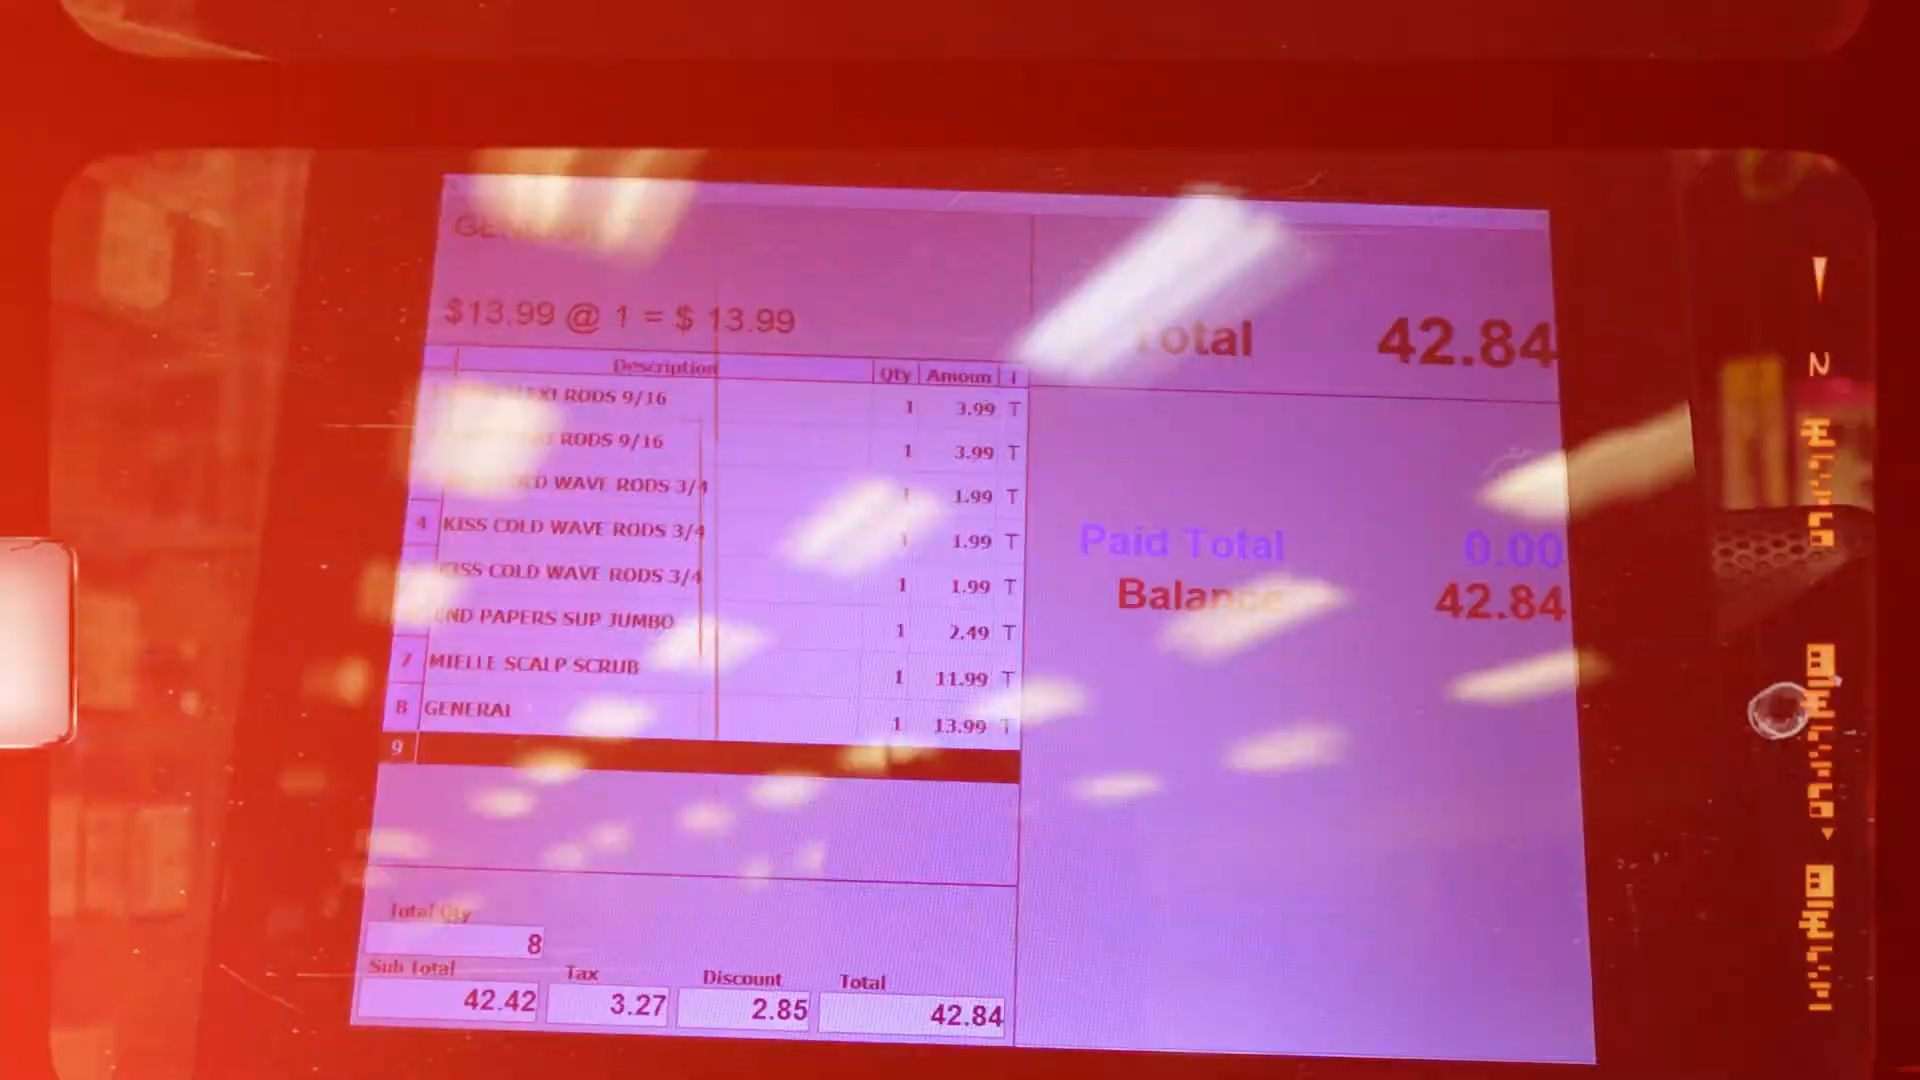 $13.99 @ 1 = $ 13.99
Total 42.84
Description Qty Amoun T
RODS 9/16 1 3.99 T
RODS 9/16 1 3.99 T
WAVE RODS 3/4 1 1.99 T
4 KISS COLD WAVE RODS 3/4 1 1.99 T
KISS COLD WAVE RODS 3/4 1 1.99 T
END PAPERS SUP JUMBO 1 2.49 T
7 MIELLE SCALP SCRUB 1 11.99 T
8 GENERAL 1 13.99 T
9
Paid Total 0.00
Balance 42.84
Total Qty
8
Sub Total Tax Discount Total
42.42 3.27 2.85 42.84